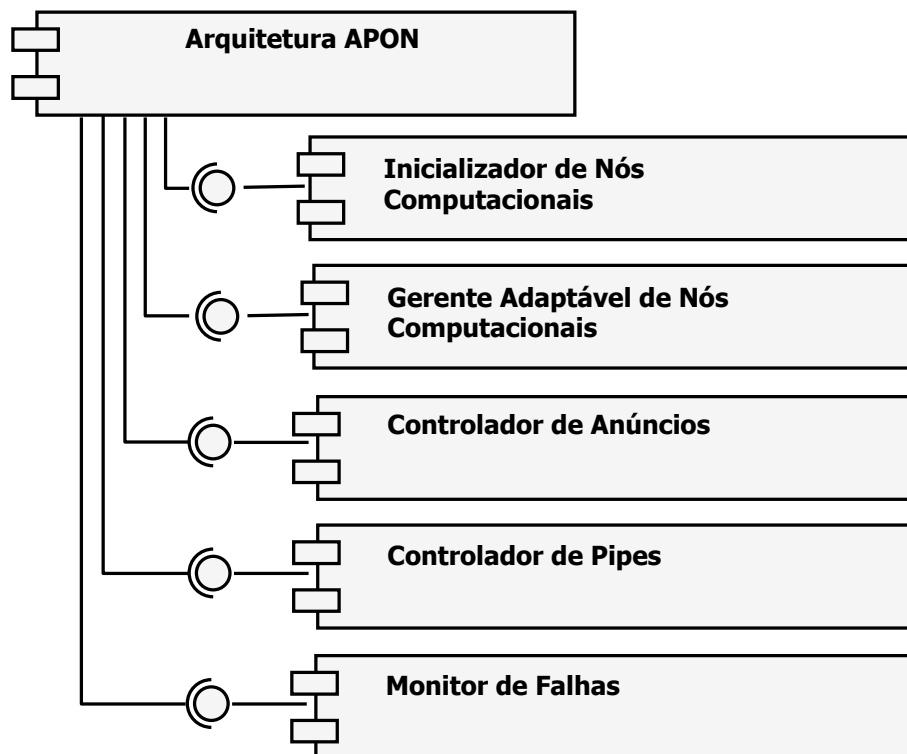 Arquitetura APON
Inicializador de Nós
Computacionais
Gerente Adaptável de Nós
Computacionais
Controlador de Anúncios
Controlador de Pipes
Monitor de Falhas